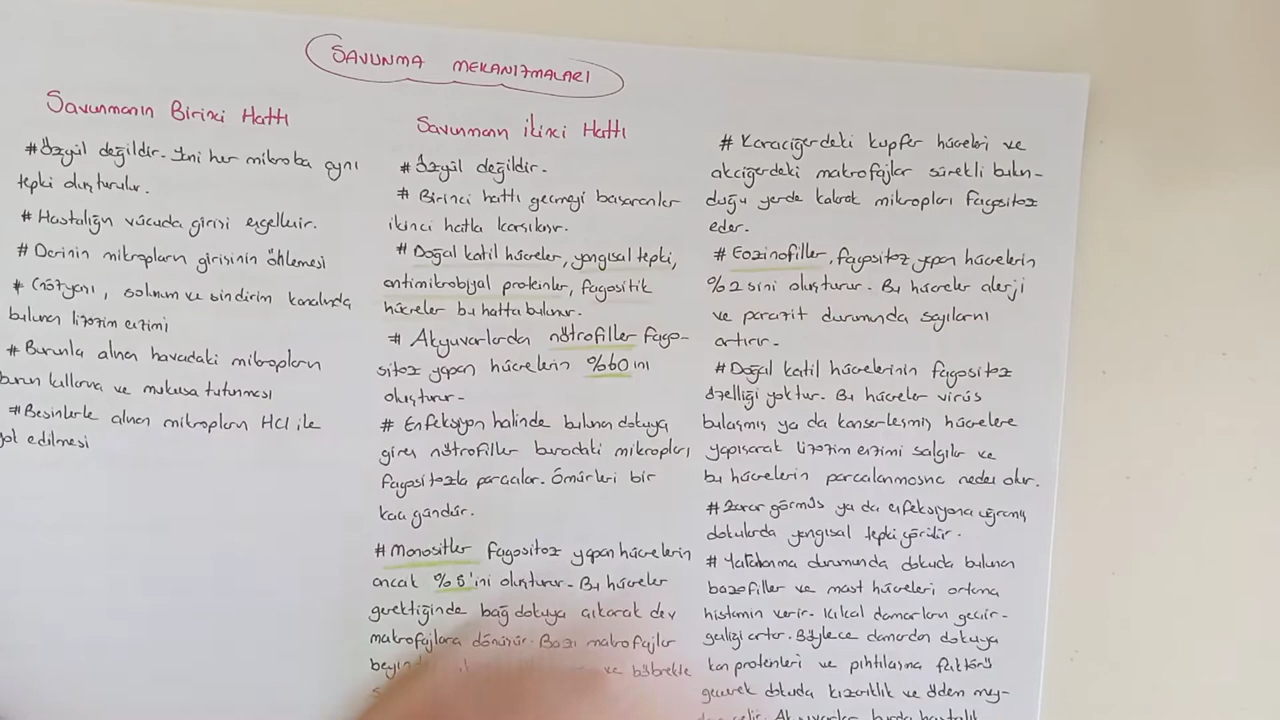 SAVUNMA MEKANİZMALARI
Savunmanın Birinci Hattı
#Özgül değildir. Yani her mikroba aynı
tepki oluşturulur.
#Hastalığın vücuda girişi engellenir.
#Derinin mikropların girişinin önlemesi
# Gözyaşı, solunum ve sindirim kanalında
bulunan lizozim enzimi
#Burunla alınan havadaki mikropların
burun kıllarına ve mukusa tutunması
#Besinlerle alınan mikropların HCl ile
yok edilmesi
Savunmanın İkinci Hattı
#Özgül değildir.
# Birinci hattı geçmeyi başaranlar
ikinci hatla karşılaşır.
#Doğal katil hücreler, yangısal tepki,
antimikrobiyal proteinler, fagositik
hücreler bu hatta bulunur.
# Akyuvarlardan nötrofiller fago-
sitoz yapan hücrelerin %60 ını
oluşturur.
# Enfeksiyon halinde bulunan dokuya
giren nötrofiller buradaki mikropları
fagositozla parçalar. Ömürleri bir
kaç gündür.
#Monositler fagositoz yapan hücrelerin
ancak %5'ini oluşturur. Bu hücreler
gerektiğinde bağ dokuya çıkarak dev
makrofajlara dönüşür. Bazı makrofajlar
ve böbrekte
# Karaciğerdeki kupfer hücreleri ve
akciğerdeki makrofajlar sürekli bulun-
duğu yerde kalarak mikropları fagositoz
eder.
# Eozinofiller, fagositoz yapan hücrelerin
%2 sini oluşturur. Bu hücreler alerji
ve parazit durumunda sayılarını
artırır.
#Doğal katil hücrelerinin fagositoz
özelliği yoktur. Bu hücreler virüs
bulaşmış ya da kanserleşmiş hücrelere
yapışarak lizozim enzimi salgılar ve
bu hücrelerin parçalanmasına neden olur.
#Zarar görmüş ya da enfeksiyona uğramış
dokularda yangısal tepki görülür.
# Yaralanma durumunda dokuda bulunan
bazofiller ve mast hücreleri ortama
histamin verir. Kılcal damarların geçir-
genliği artar. Böylece damardan dokuya
kan proteinleri ve pıhtılaşma faktörü
geçerek dokuda kızarıklık ve ödem mey-
gelir. Akyuvarlar burda hastalık